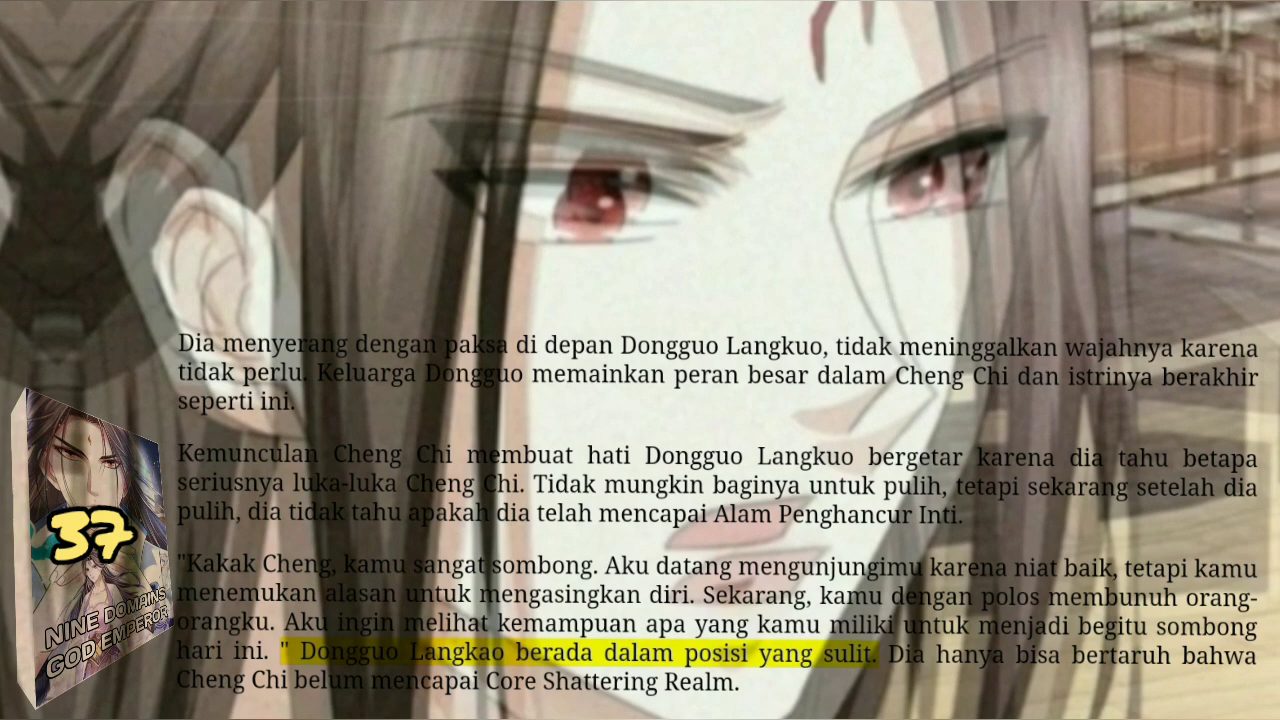 Dia menyerang dengan paksa di depan Dongguo Langkuo, tidak meninggalkan wajahnya karena
tidak perlu. Keluarga Dongguo memainkan peran besar dalam Cheng Chi dan istrinya berakhir
seperti ini.
Kemunculan Cheng Chi membuat hati Dongguo Langkuo bergetar karena dia tahu betapa
seriusnya luka-luka Cheng Chi. Tidak mungkin baginya untuk pulih, tetapi sekarang setelah dia
pulih, dia tidak tahu apakah dia telah mencapai Alam Penghancur Inti.
"Kakak Cheng, kamu sangat sombong. Aku datang mengunjungimu karena niat baik, tetapi kamu
menemukan alasan untuk mengasingkan diri. Sekarang, kamu dengan polos membunuh orang-
orangku. Aku ingin melihat kemampuan apa yang kamu miliki untuk menjadi begitu sombong
hari ini. " Dongguo Langkao berada dalam posisi yang sulit. Dia hanya bisa bertaruh bahwa
Cheng Chi belum mencapai Core Shattering Realm.
37
NINE DOMAINS
GOD EMPEROR